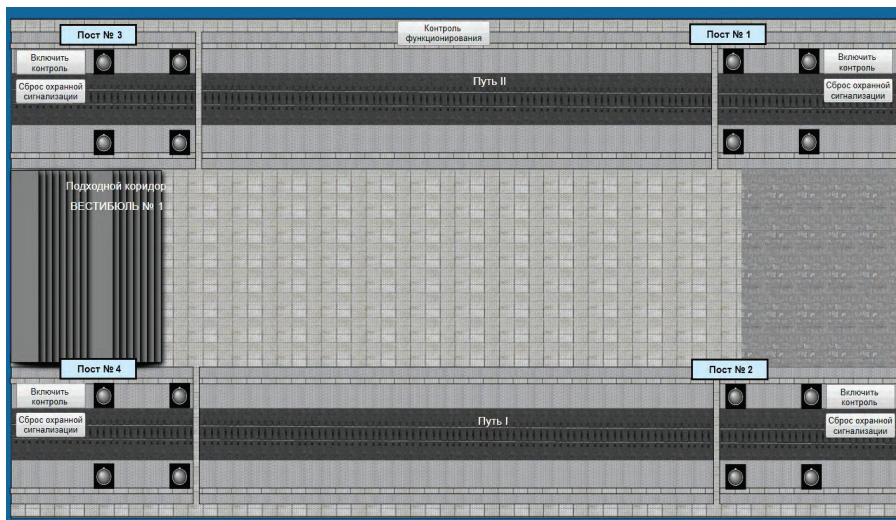 Пост № 3
Контроль
функционирования
Пост № 1
Включить
контроль
Сброс охранной
сигнализации
Путь II
Включить
контроль
Сброс охранной
сигнализации
Подходной коридор
ВЕСТИБЮЛЬ № 1
Пост № 4
Пост № 2
Включить
контроль
Сброс охранной
сигнализации
Путь I
Включить
контроль
Сброс охранной
сигнализации